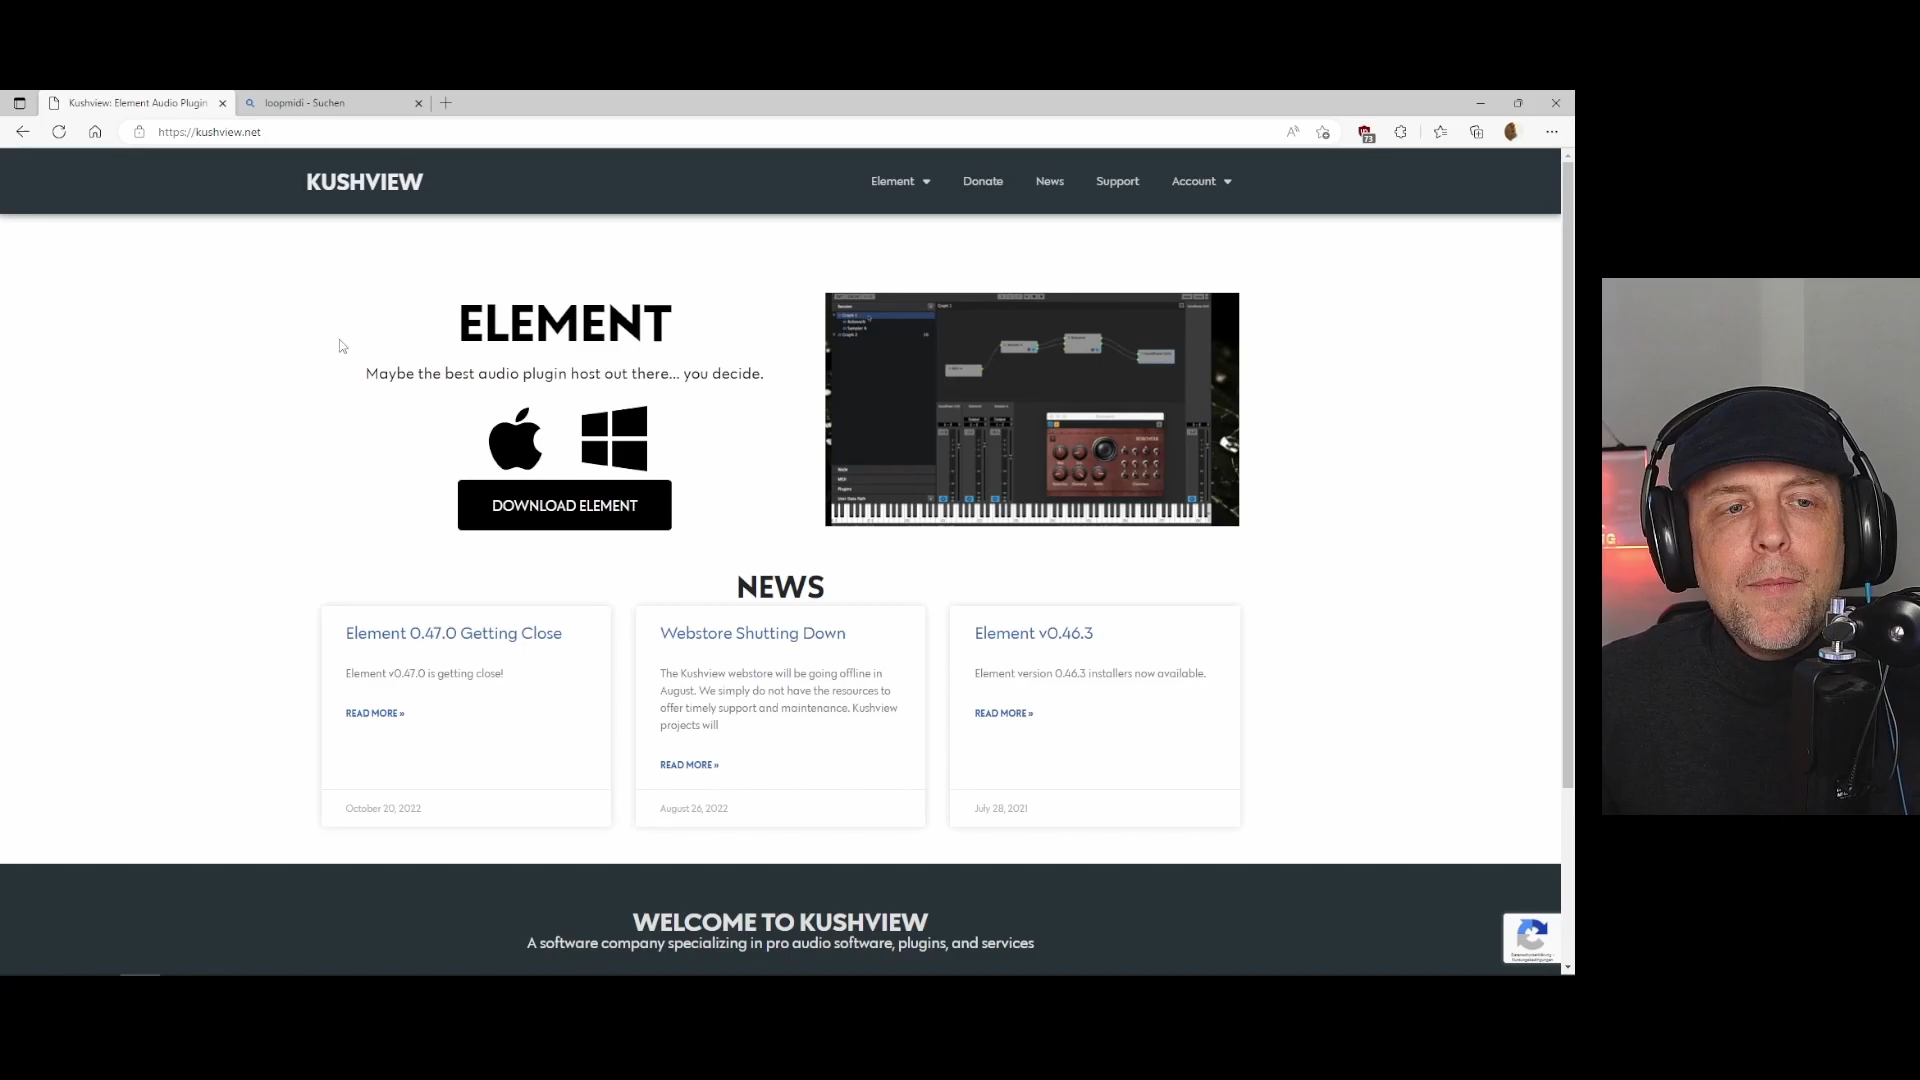 Kushview: Element Audio Plugin
loopmidi - Suchen
https://kushview.net
73
KUSHVIEW
Element
Donate
News
Support
Account
ELEMENT
Maybe the best audio plugin host out there... you decide.
DOWNLOAD ELEMENT
NEWS
Element 0.47.0 Getting Close
Element v0.47.0 is getting close!
READ MORE »
October 20, 2022
Webstore Shutting Down
The Kushview webstore will be going offline in
August. We simply do not have the resources to
offer timely support and maintenance. Kushview
projects will
READ MORE »
August 26, 2022
Element v0.46.3
Element version 0.46.3 installers now available.
READ MORE »
July 28, 2021
WELCOME TO KUSHVIEW
A software company specializing in pro audio software, plugins, and services